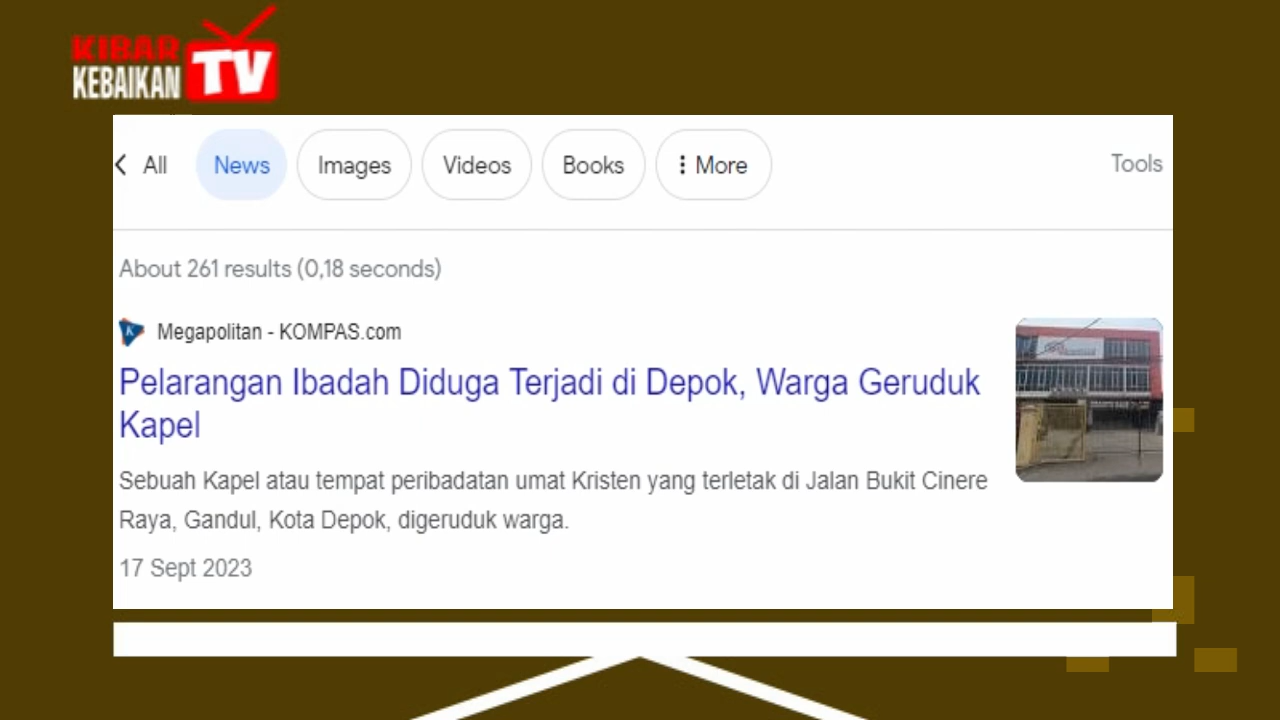 KIBAR
KEBAIKAN TV
All News Images Videos Books More Tools
About 261 results (0,18 seconds)
Megapolitan - KOMPAS.com
Pelarangan Ibadah Diduga Terjadi di Depok, Warga Geruduk
Kapel
Sebuah Kapel atau tempat peribadatan umat Kristen yang terletak di Jalan Bukit Cinere
Raya, Gandul, Kota Depok, digeruduk warga.
17 Sept 2023